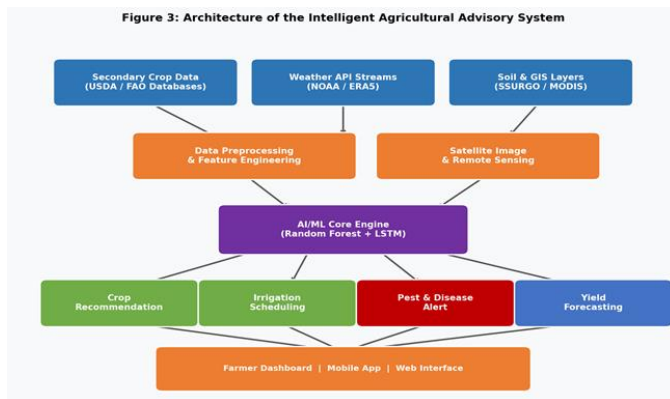 Figure 3: Architecture of the Intelligent Agricultural Advisory System
Secondary Crop Data
(USDA / FAO Databases)
Weather API Streams
(NOAA / ERA5)
Soil & GIS Layers
(SSURGO / MODIS)
Data Preprocessing
& Feature Engineering
Satellite Image
& Remote Sensing
AI/ML Core Engine
(Random Forest + LSTM)
Crop
Recommendation
Irrigation
Scheduling
Pest & Disease
Alert
Yield
Forecasting
Farmer Dashboard | Mobile App | Web Interface